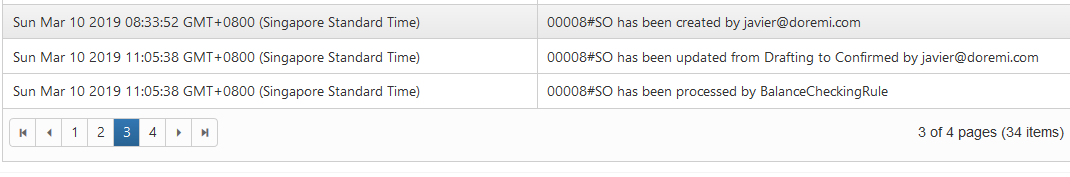 Sun Mar 10 2019 08:33:52 GMT+0800 (Singapore Standard Time) 00008#SO has been created by javier@doremi.com
Sun Mar 10 2019 11:05:38 GMT+0800 (Singapore Standard Time) 00008#SO has been updated from Drafting to Confirmed by javier@doremi.com
Sun Mar 10 2019 11:05:38 GMT+0800 (Singapore Standard Time) 00008#SO has been processed by BalanceCheckingRule
1 2 3 4 3 of 4 pages (34 items)